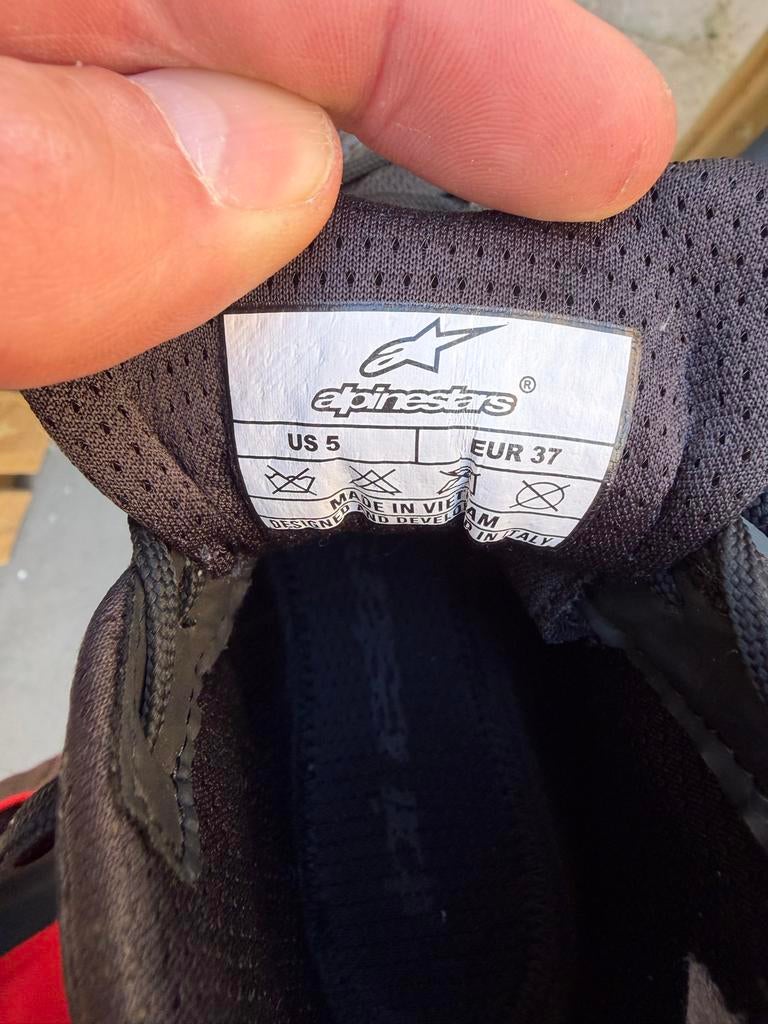 alpinestars®
US 5 EUR 37
MADE IN VIETNAM
DESIGNED AND DEVELOPED IN ITALY